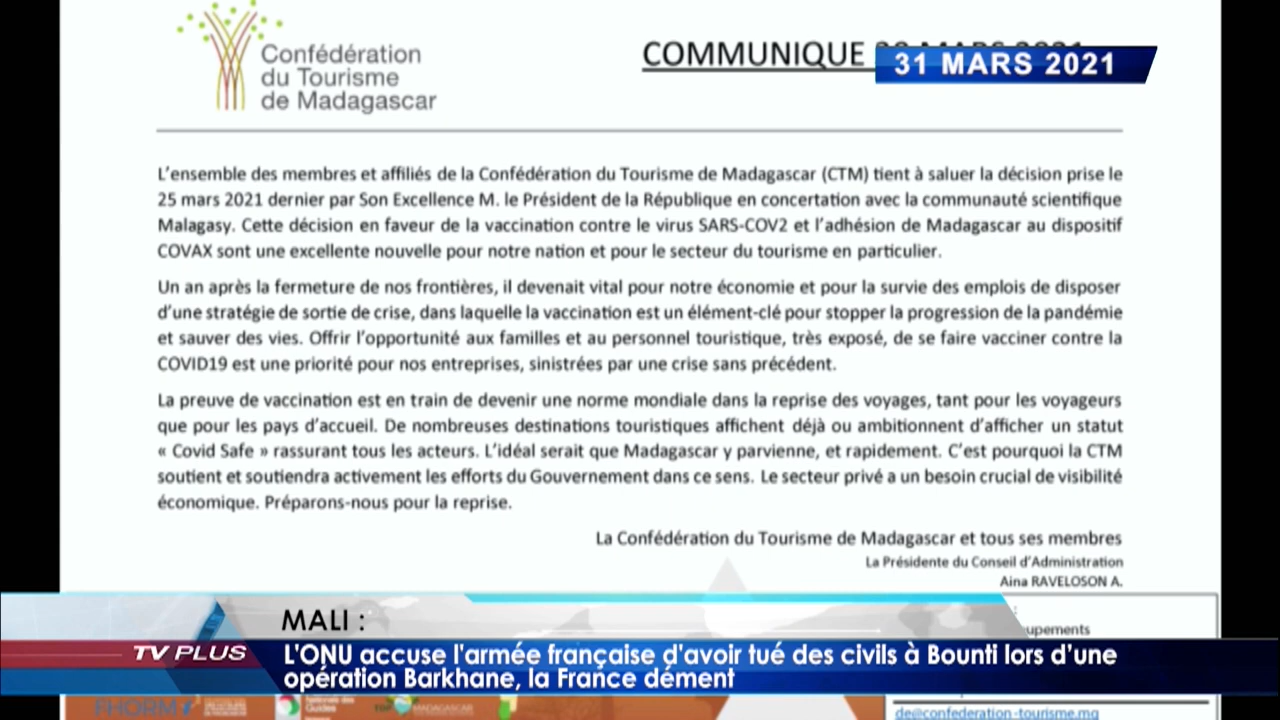 Confédération
du Tourisme
de Madagascar
COMMUNIQUE
31 MARS 2021
L'ensemble des membres et affiliés de la Confédération du Tourisme de Madagascar (CTM) tient à saluer la décision prise le
25 mars 2021 dernier par Son Excellence M. le Président de la République en concertation avec la communauté scientifique
Malagasy. Cette décision en faveur de la vaccination contre le virus SARS-COV2 et l'adhésion de Madagascar au dispositif
COVAX sont une excellente nouvelle pour notre nation et pour le secteur du tourisme en particulier.
Un an après la fermeture de nos frontières, il devenait vital pour notre économie et pour la survie des emplois de disposer
d'une stratégie de sortie de crise, dans laquelle la vaccination est un élément-clé pour stopper la progression de la pandémie
et sauver des vies. Offrir l'opportunité aux familles et au personnel touristique, très exposé, de se faire vacciner contre la
COVID19 est une priorité pour nos entreprises, sinistrées par une crise sans précédent.
La preuve de vaccination est en train de devenir une norme mondiale dans la reprise des voyages, tant pour les voyageurs
que pour les pays d'accueil. De nombreuses destinations touristiques affichent déjà ou ambitionnent d'afficher un statut
« Covid Safe » rassurant tous les acteurs. L'idéal serait que Madagascar y parvienne, et rapidement. C'est pourquoi la CTM
soutient et soutiendra activement les efforts du Gouvernement dans ce sens. Le secteur privé a un besoin crucial de visibilité
économique. Préparons-nous pour la reprise.
La Confédération du Tourisme de Madagascar et tous ses membres
La Présidente du Conseil d'Administration
Aina RAVELOSON A.
upements
MALI :
TV PLUS
L'ONU accuse l'armée française d'avoir tué des civils à Bounti lors d'une
opération Barkhane, la France dément
FHORM
MADAGASCAR
de@confederation-tourisme.mg